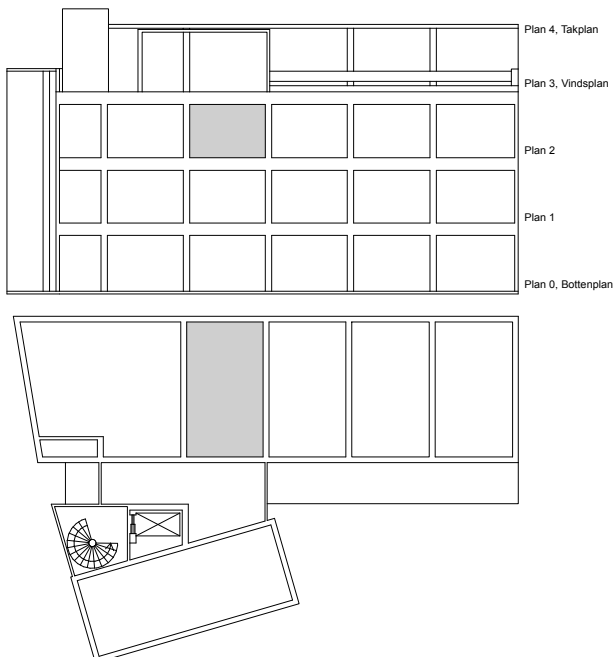 Plan 4, Takplan
Plan 3, Vindsplan
Plan 2
Plan 1
Plan 0, Bottenplan